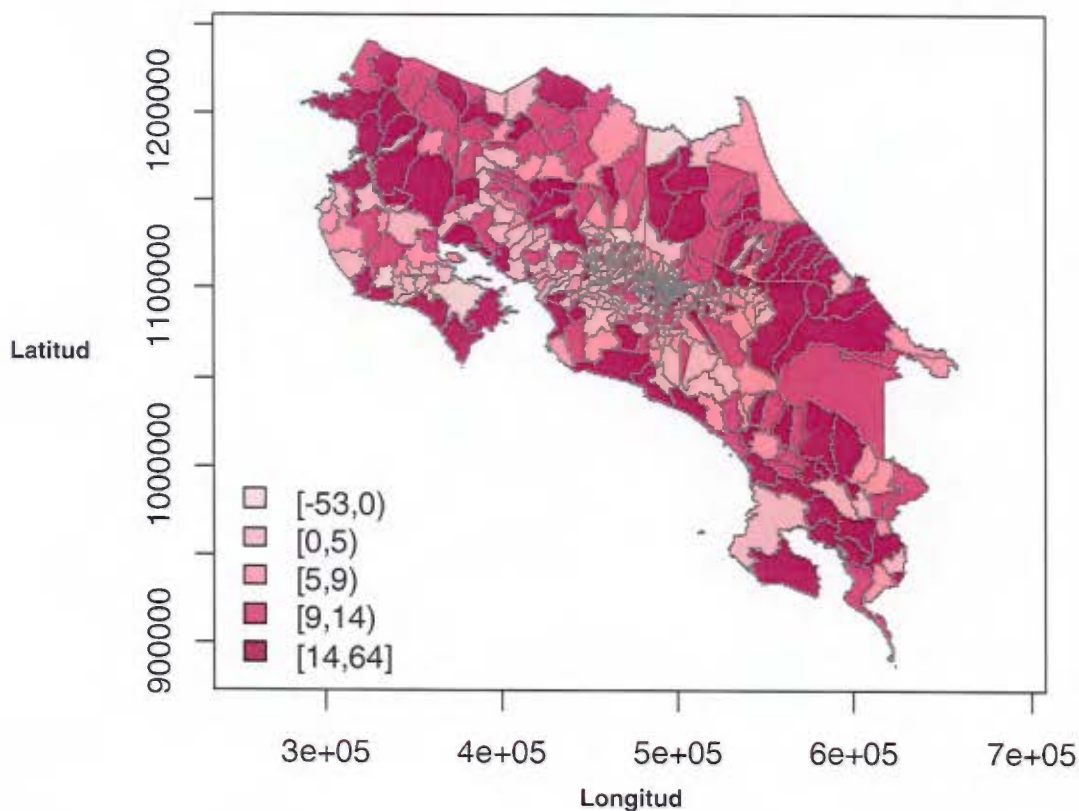 1200000
1100000
1000000
900000
Latitud
[-53,0)
[0,5)
[5,9)
[9,14)
[14,64]
3e+05
4e+05
5e+05
6e+05
7e+05
Longitud